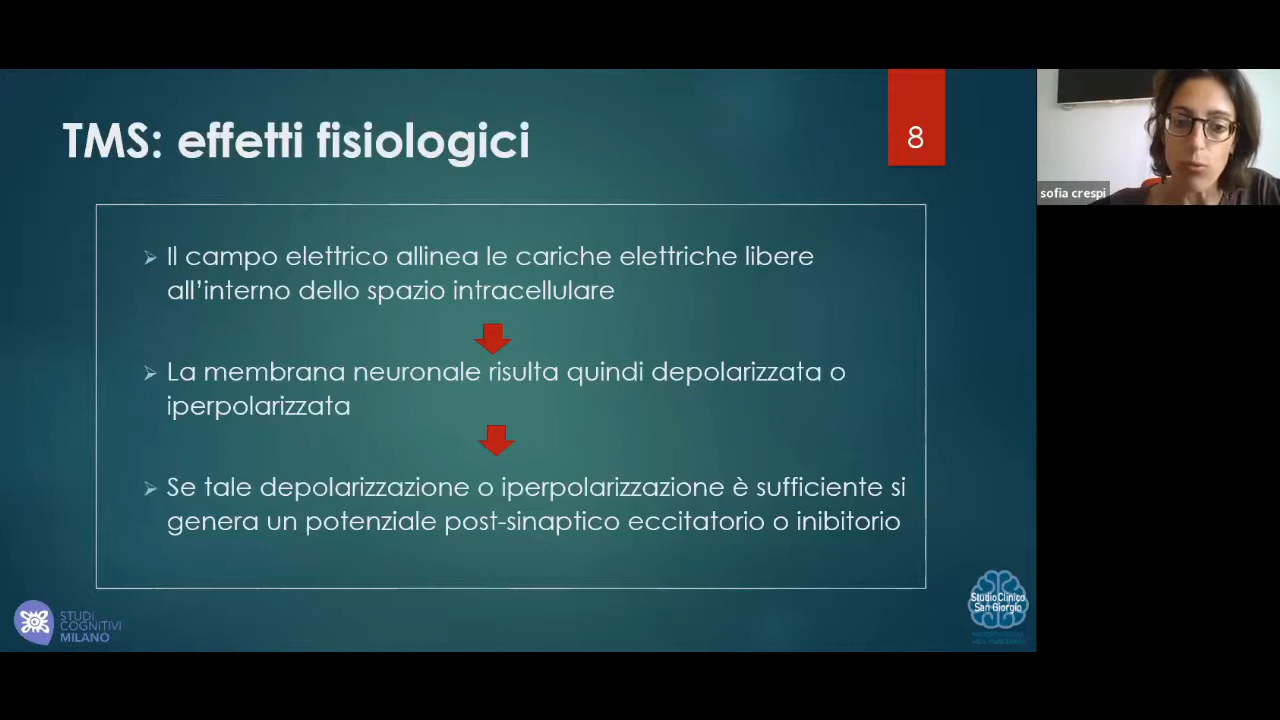 TMS: effetti fisiologici
8
sofia crespi
Il campo elettrico allinea le cariche elettriche libere
all’interno dello spazio intracellulare
La membrana neuronale risulta quindi depolarizzata o
iperpolarizzata
Se tale depolarizzazione o iperpolarizzazione è sufficiente si
genera un potenziale post-sinaptico eccitatorio o inibitorio
STUDI
COGNITIVI
MILANO
Studio Clinico
San Giorgio